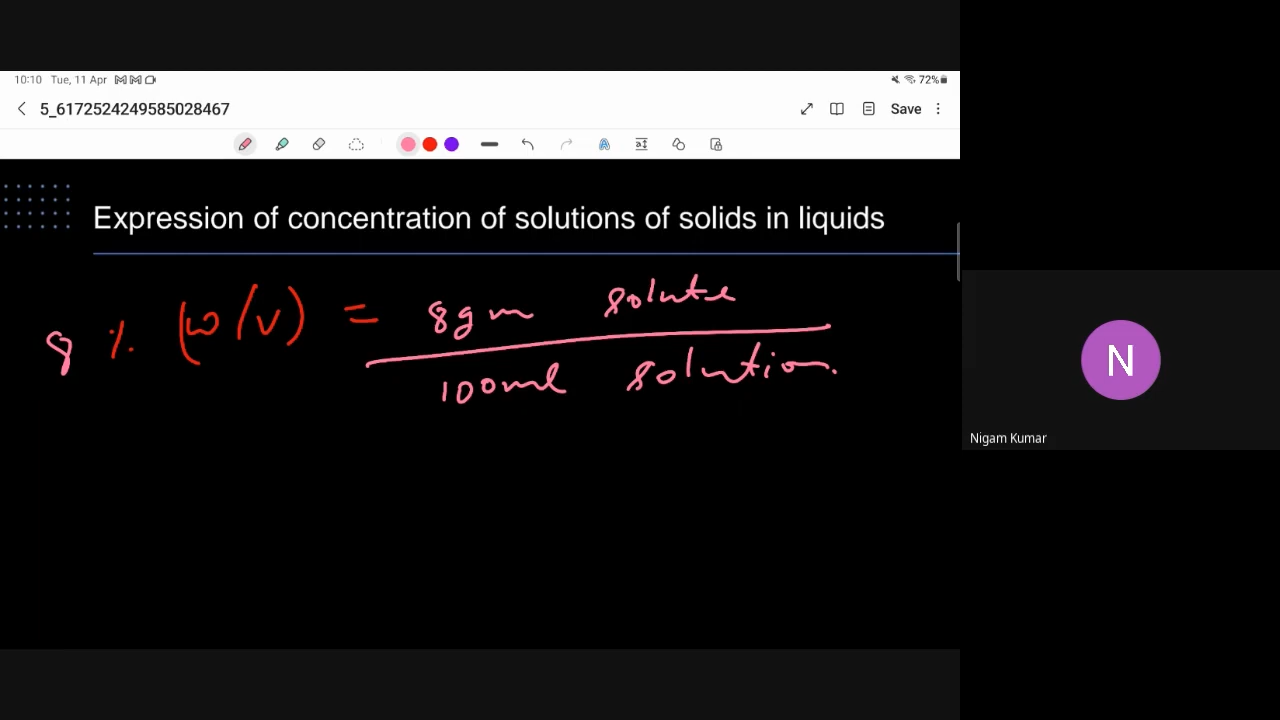 10:10 Tue, 11 Apr
72%
5_6172524249585028467
Save
Expression of concentration of solutions of solids in liquids
8 % (w/v) = 8gm solute
100ml solution.
N
Nigam Kumar